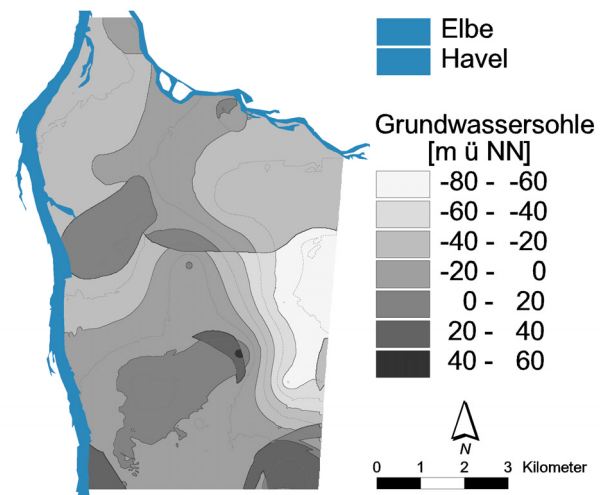 Elbe
Havel
Grundwassersohle
[m ü NN]
-80 - -60
-60 - -40
-40 - -20
-20 - 0
0 - 20
20 - 40
40 - 60
N
0 1 2 3 Kilometer